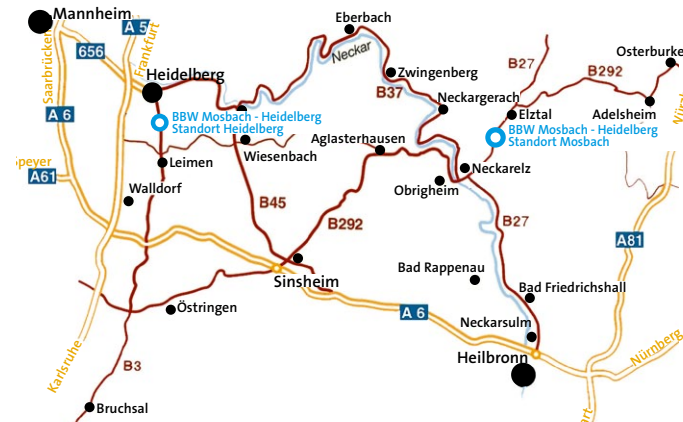 Mannheim
Eberbach
A 5
Frankfurt
Saarbrücken
656
Neckar
B27
Osterburke
Heidelberg
Zwingenberg
B292
B37
Neckargerach
A 6
BBW Mosbach - Heidelberg
Standort Heidelberg
Elztal
Adelsheim
BBW Mosbach - Heidelberg
Standort Mosbach
Aglasterhausen
Wiesenbach
Speyer
Leimen
A61
Neckarelz
Walldorf
Obrigheim
B45
B292
B27
A81
Bad Rappenau
Sinsheim
Bad Friedrichshall
Östringen
A 6
Neckarsulm
Heilbronn
Nürnberg
Karlsruhe
B3
Bruchsal